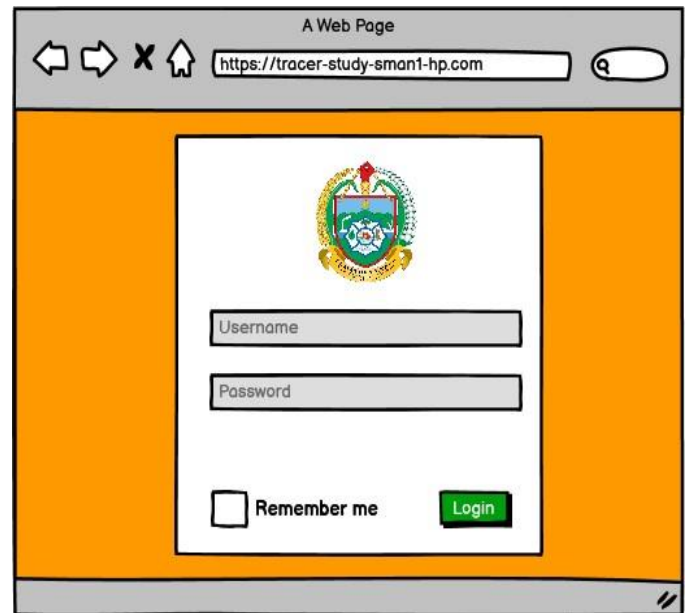 A Web Page
https://tracer-study-sman1-hp.com
Username
Password
Remember me
Login